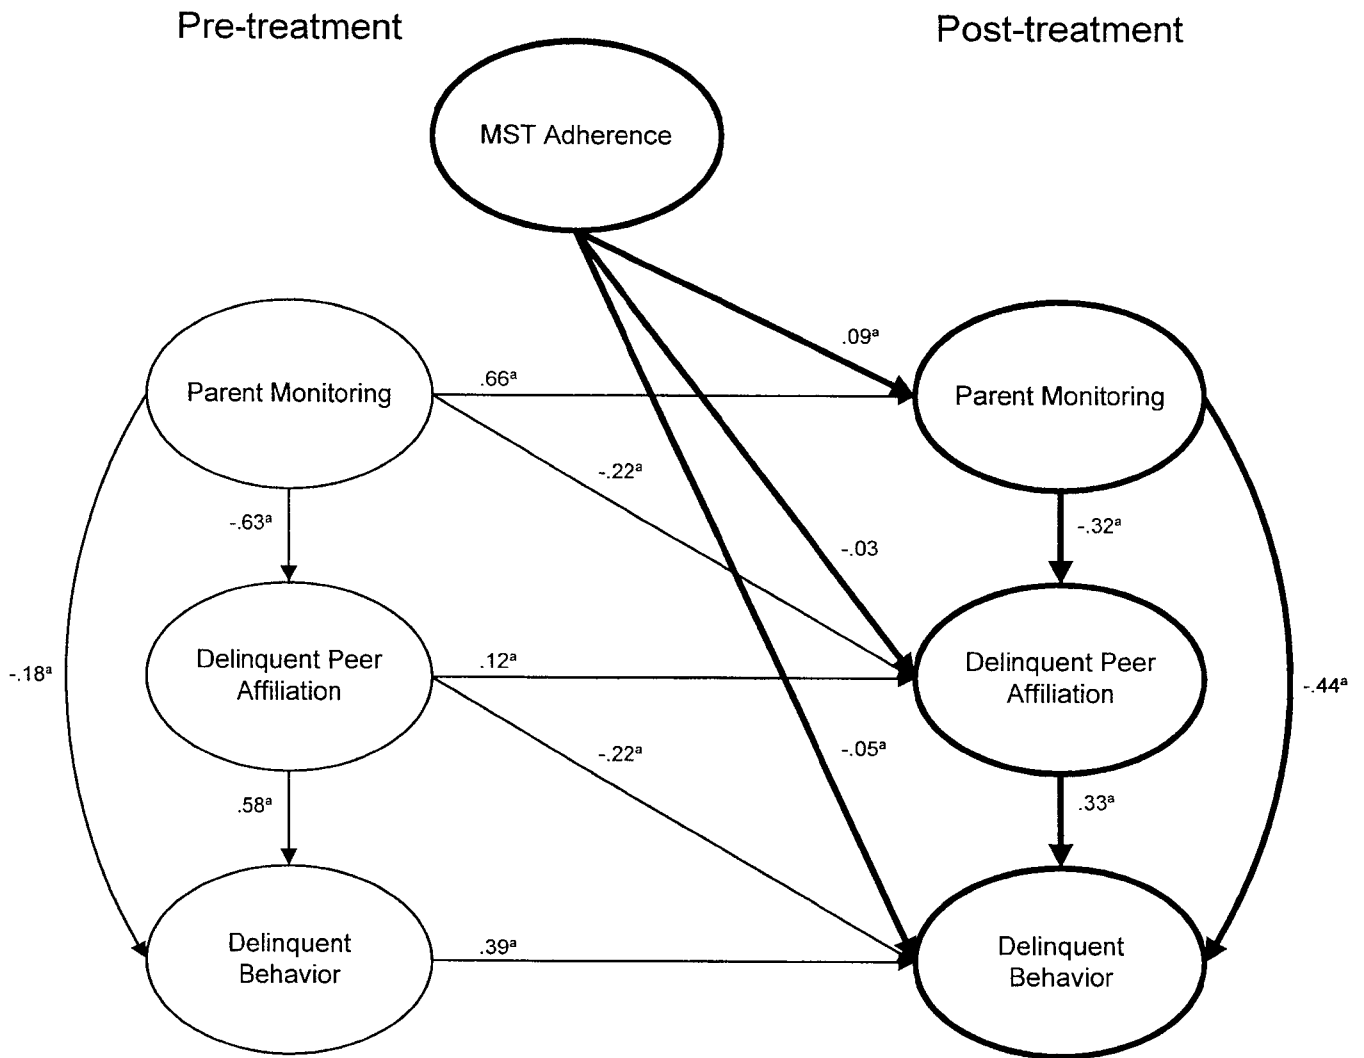 Pre-treatment
Post-treatment
MST Adherence
.09ª
Parent Monitoring
.66ª
Parent Monitoring
-.22ª
-.63ª
-.03
-.32ª
Delinquent Peer
Affiliation
.12ª
Delinquent Peer
Affiliation
-.18ª
-.44ª
-.22ª
-.05ª
.58ª
.33ª
Delinquent
Behavior
.39ª
Delinquent
Behavior